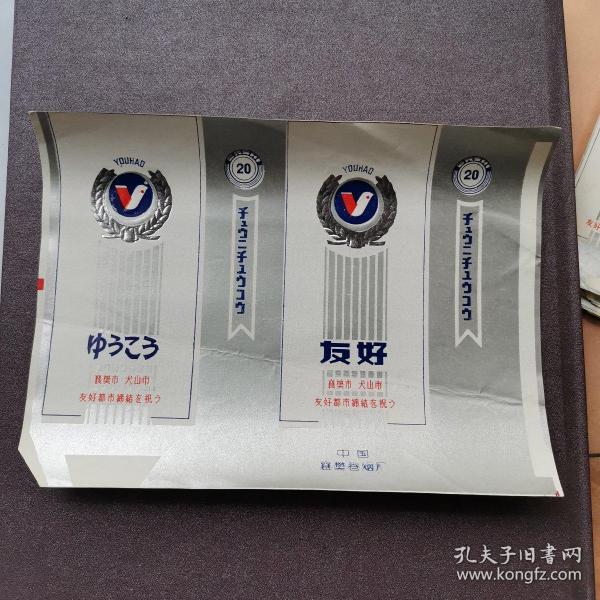 YOUHAO
ゆうこう
襄樊市 犬山市
友好都市締結を祝う
20
チュウニチュウコウ
YOUHAO
友好
襄樊市 犬山市
友好都市締結を祝う
中国
襄樊卷烟厂
20
チュウニチュウコウ
友好
孔夫子旧书网
www.kongfz.com